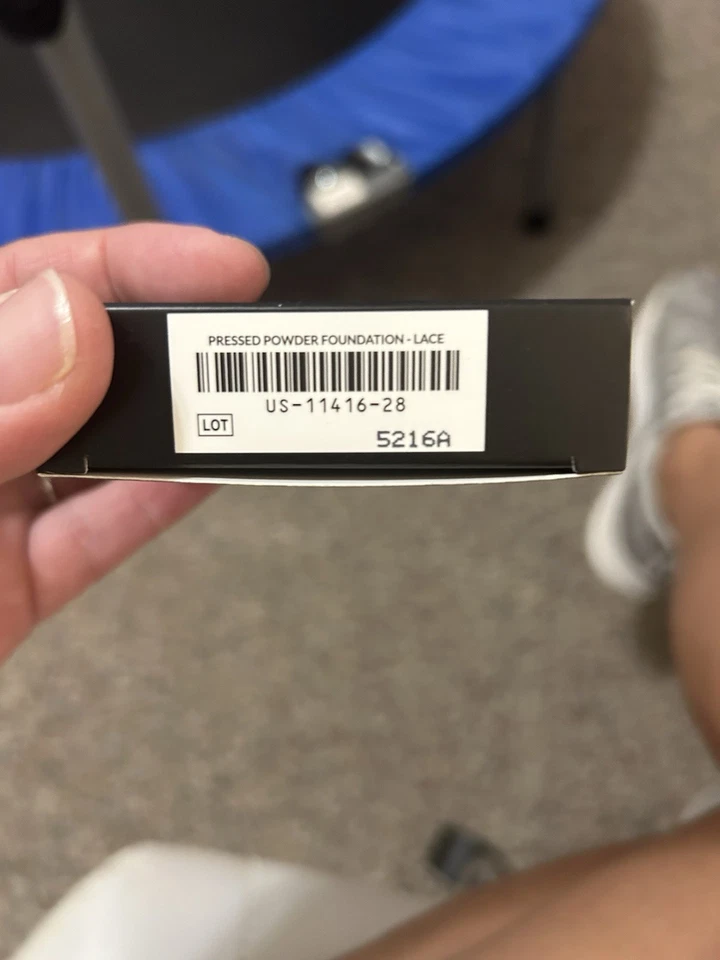 PRESSED POWDER FOUNDATION - LACE
US-11416-28
LOT
5216A